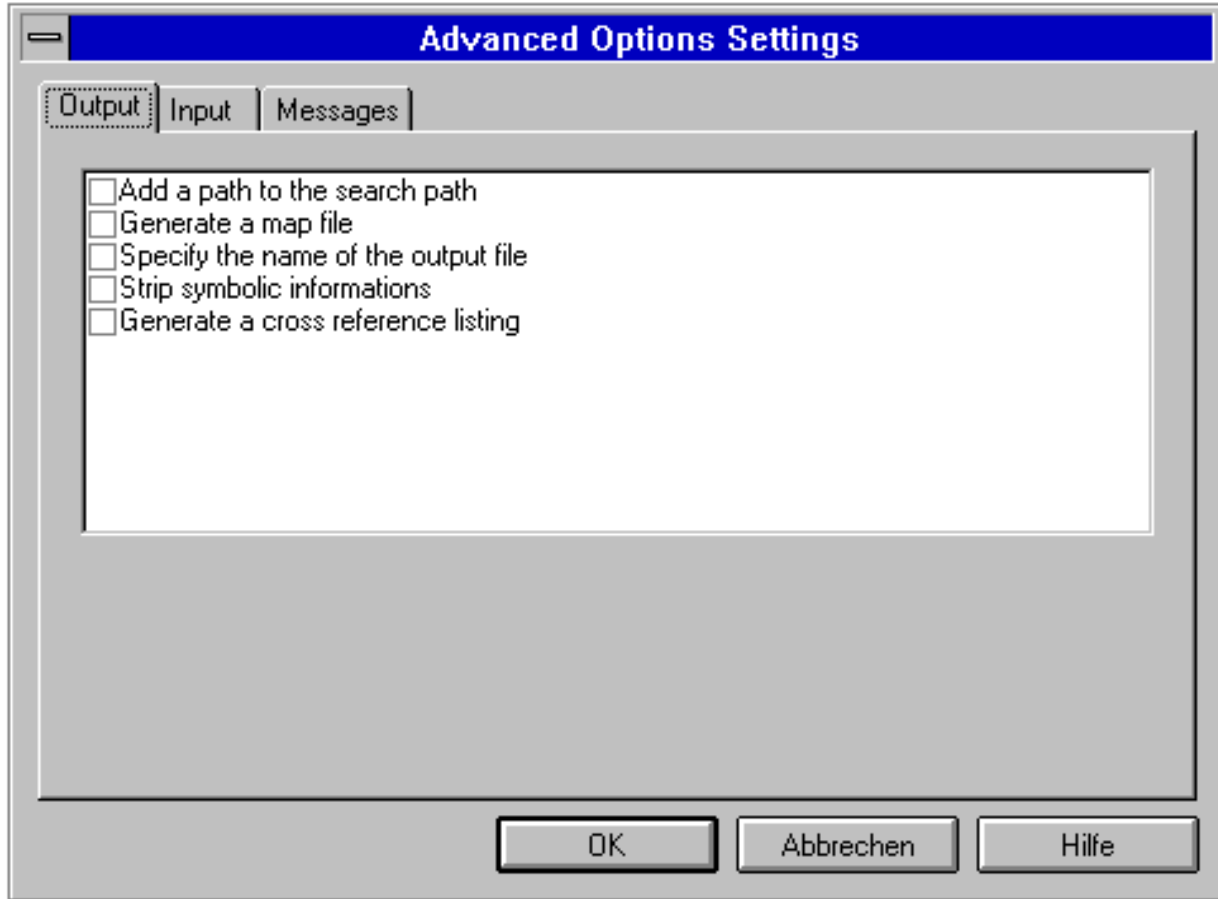 Advanced Options Settings
Output Input Messages
Add a path to the search path
Generate a map file
Specify the name of the output file
Strip symbolic informations
Generate a cross reference listing
OK Abbrechen Hilfe